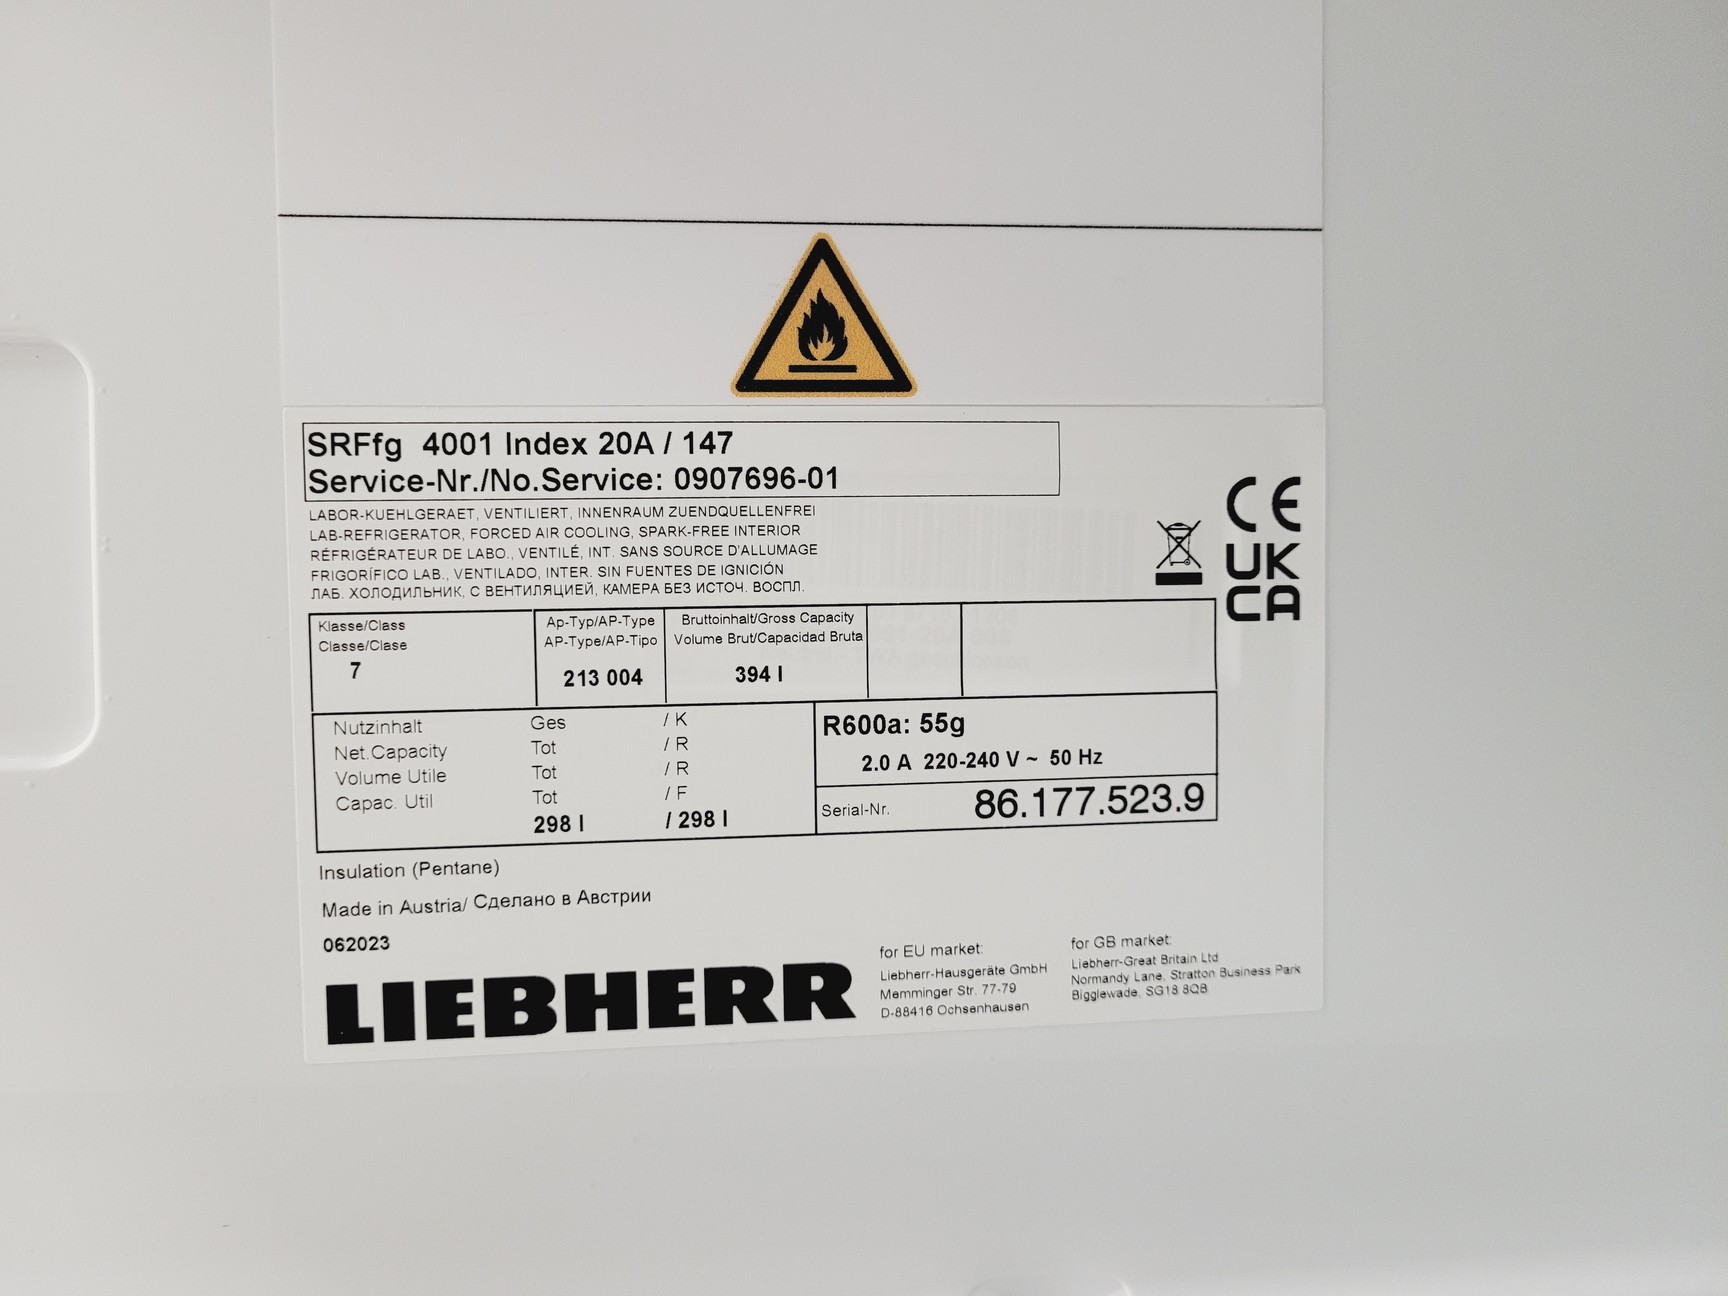 SRFfg 4001 Index 20A / 147
Service-Nr./No.Service: 0907696-01
LABOR-KUEHLGERAET, VENTILIERT, INNENRAUM ZUENDQUELLENFREI
LAB-REFRIGERATOR, FORCED AIR COOLING, SPARK-FREE INTERIOR
RÉFRIGÉRATEUR DE LABO., VENTILÉ, INT. SANS SOURCE D'ALLUMAGE
FRIGORÍFICO LAB., VENTILADO, INTER. SIN FUENTES DE IGNICIÓN
ЛАБ. ХОЛОДИЛЬНИК, С ВЕНТИЛЯЦИЕЙ, КАМЕРА БЕЗ ИСТОЧ. ВОСПЛ.
CE
UK
CA
Klasse/Class
Classe/Clase
7
Ap-Typ/AP-Type
AP-Type/AP-Tipo
213 004
Bruttoinhalt/Gross Capacity
Volume Brut/Capacidad Bruta
394 l
Nutzinhalt Ges / K
Net.Capacity Tot / R
Volume Utile Tot / R
Capac. Util Tot / F
298 l / 298 l
R600a: 55g
2.0 A 220-240 V ~ 50 Hz
Serial-Nr. 86.177.523.9
Insulation (Pentane)
Made in Austria/ Сделано в Австрии
062023
LIEBHERR
for EU market:
Liebherr-Hausgeräte GmbH
Memminger Str. 77-79
D-88416 Ochsenhausen
for GB market:
Liebherr-Great Britain Ltd
Normandy Lane, Stratton Business Park
Bigglewade, SG18 8QB